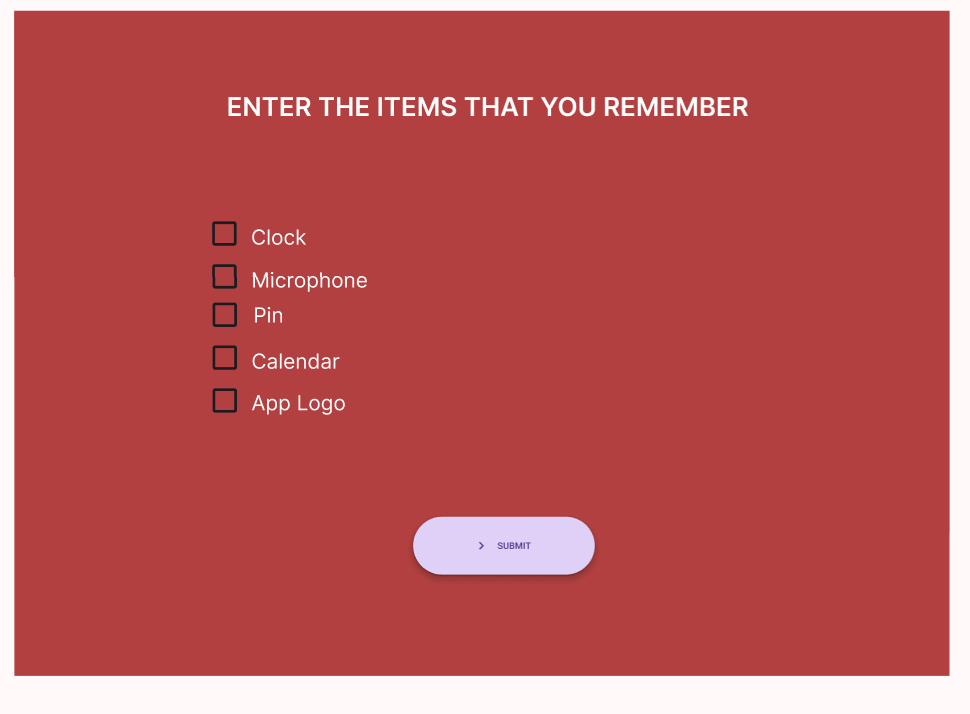 ENTER THE ITEMS THAT YOU REMEMBER
Clock
Microphone
Pin
Calendar
App Logo
SUBMIT